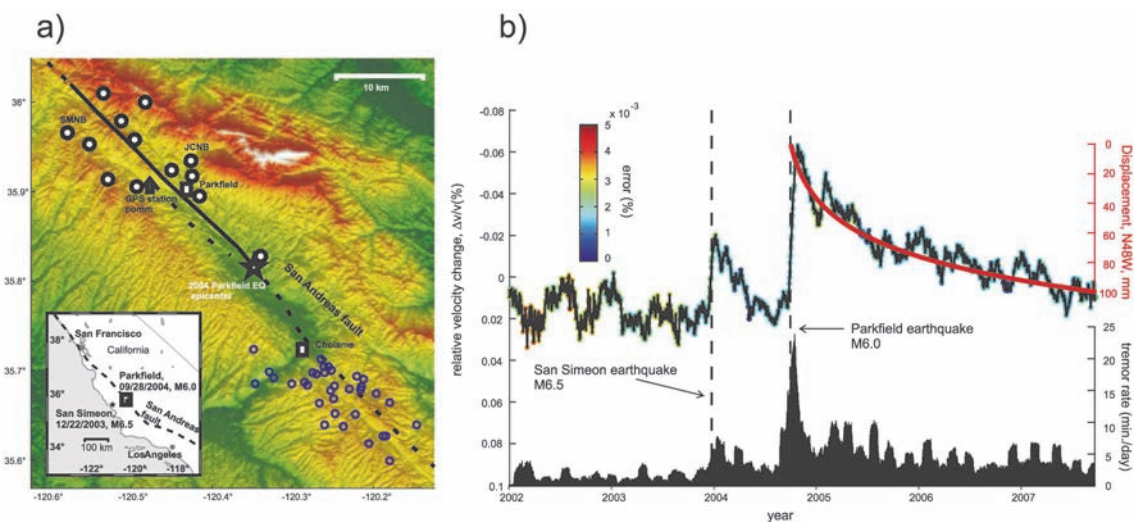 a)
10 km
36°
35.9°
35.8°
35.7°
35.6°
SMNB
JCNB
Parkfield
GPS station
pomm
2004 Parkfield EQ
epicenter
San Andreas fault
Cholame
San Francisco
California
Parkfield,
09/28/2004, M6.0
San Simeon,
12/22/2003, M6.5
San Andreas
fault
100 km
LosAngeles
38°
36°
34°
-122°
-120°
-118°
-120.6°
-120.5°
-120.4°
-120.3°
-120.2°
b)
relative velocity change, Δv/v(%)
-0.08
-0.06
-0.04
-0.02
0
0.02
0.04
0.06
0.08
0.1
x 10⁻³
5
4
3
2
1
0
error (%)
San Simeon earthquake
M6.5
Parkfield earthquake
M6.0
0
20
40
60
80
100
Displacement, N48W, mm
25
20
15
10
5
0
tremor rate (min./day)
2002
2003
2004
2005
2006
2007
year